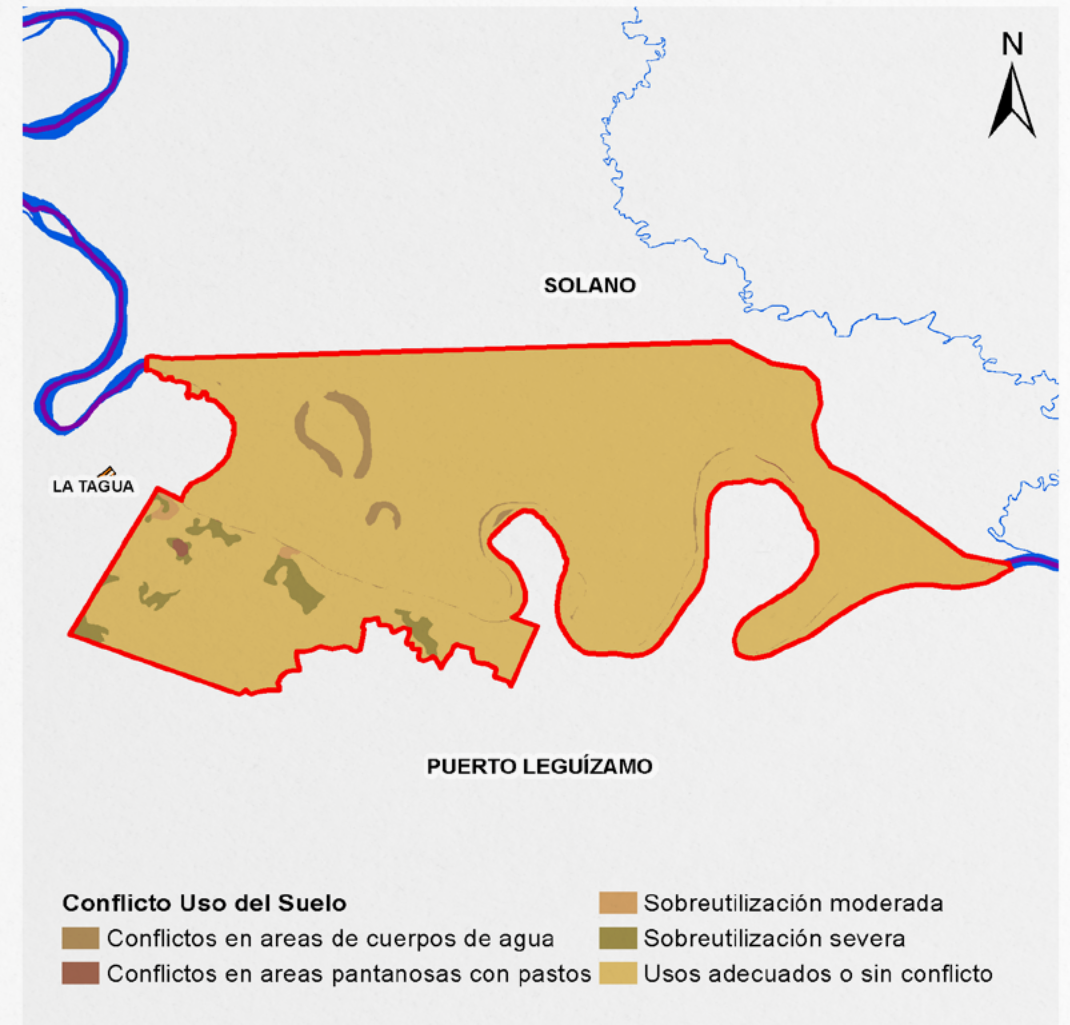 N
SOLANO
LA TAGUA
PUERTO LEGUÍZAMO
Conflicto Uso del Suelo
Conflictos en areas de cuerpos de agua
Conflictos en areas pantanosas con pastos
Sobreutilización moderada
Sobreutilización severa
Usos adecuados o sin conflicto